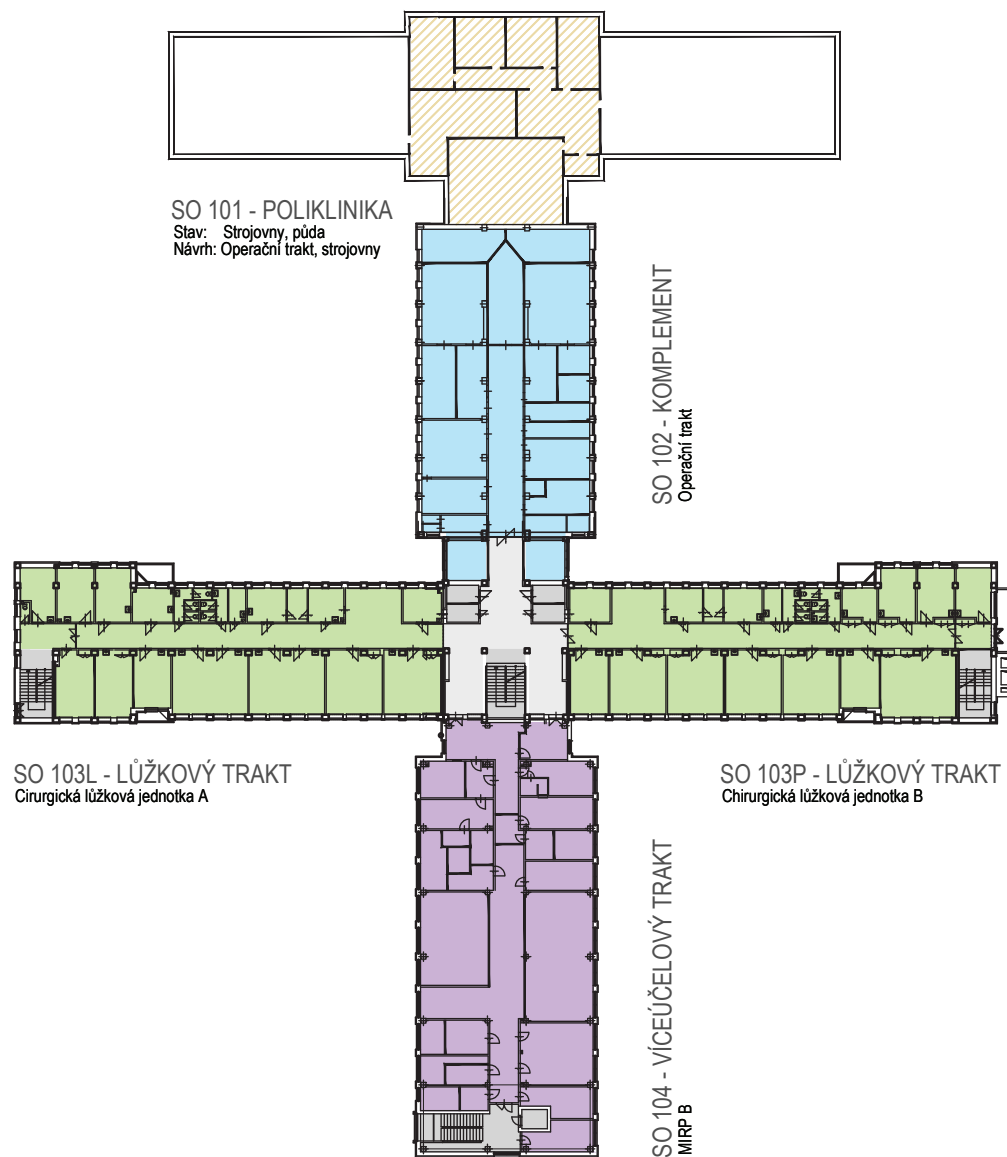 SO 101 - POLIKLINIKA
Stav: Strojovny, půda
Návrh: Operační trakt, strojovny
SO 102 - KOMPLEMENT
Operační trakt
SO 103L - LŮŽKOVÝ TRAKT
Cirurgická lůžková jednotka A
SO 103P - LŮŽKOVÝ TRAKT
Chirurgická lůžková jednotka B
SO 104 - VÍCEÚČELOVÝ TRAKT
MIRP B